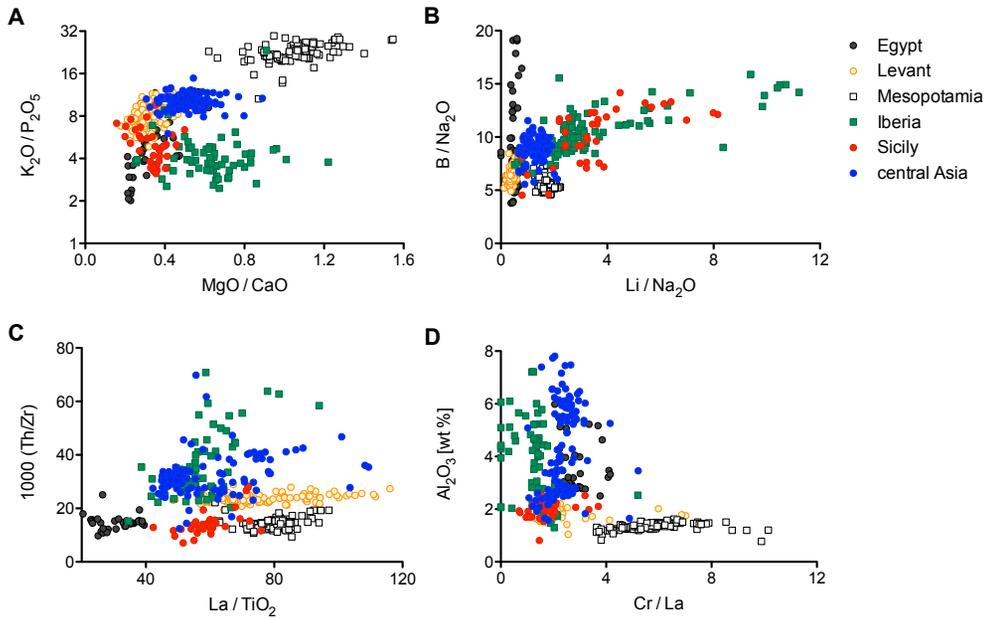 A
32
16
8
4
2
1
0.0 0.4 0.8 1.2 1.6
K₂O / P₂O₅
MgO / CaO
B
20
15
10
5
0
0 4 8 12
B / Na₂O
Li / Na₂O
Egypt
Levant
Mesopotamia
Iberia
Sicily
central Asia
C
80
60
40
20
0
40 80 120
1000 (Th/Zr)
La / TiO₂
D
8
6
4
2
0
0 4 8 12
Al₂O₃ [wt %]
Cr / La